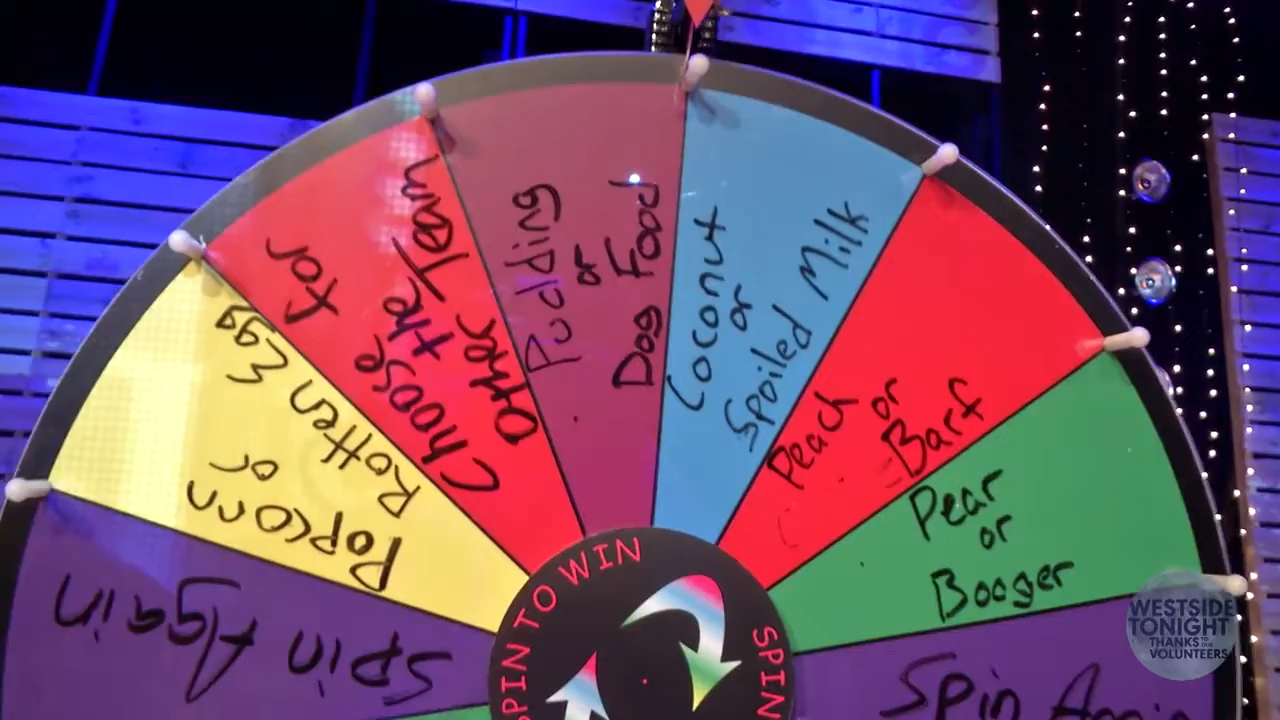 Spin Again
Popcorn
or
Rotten Egg
Choose
the
Other Team
for
Pudding
or
Dog Food
Coconut
or
Spoiled Milk
Peach
or
Barf
Pear
or
Booger
Spin Again
SPIN TO WIN
SPIN
WESTSIDE
TONIGHT
THANKS TO OUR
VOLUNTEERS